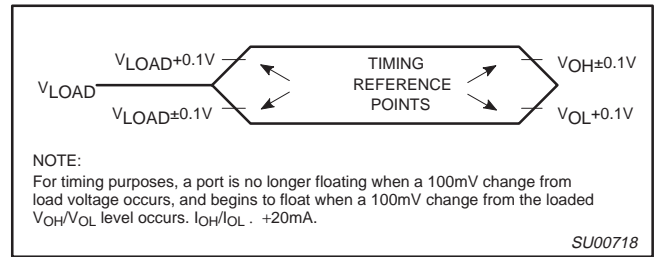 VLOAD
VLOAD+0.1V
VLOAD±0.1V
TIMING
REFERENCE
POINTS
VOH±0.1V
VOL+0.1V
NOTE:
For timing purposes, a port is no longer floating when a 100mV change from
load voltage occurs, and begins to float when a 100mV change from the loaded
VOH/VOL level occurs. IOH/IOL . +20mA.
SU00718